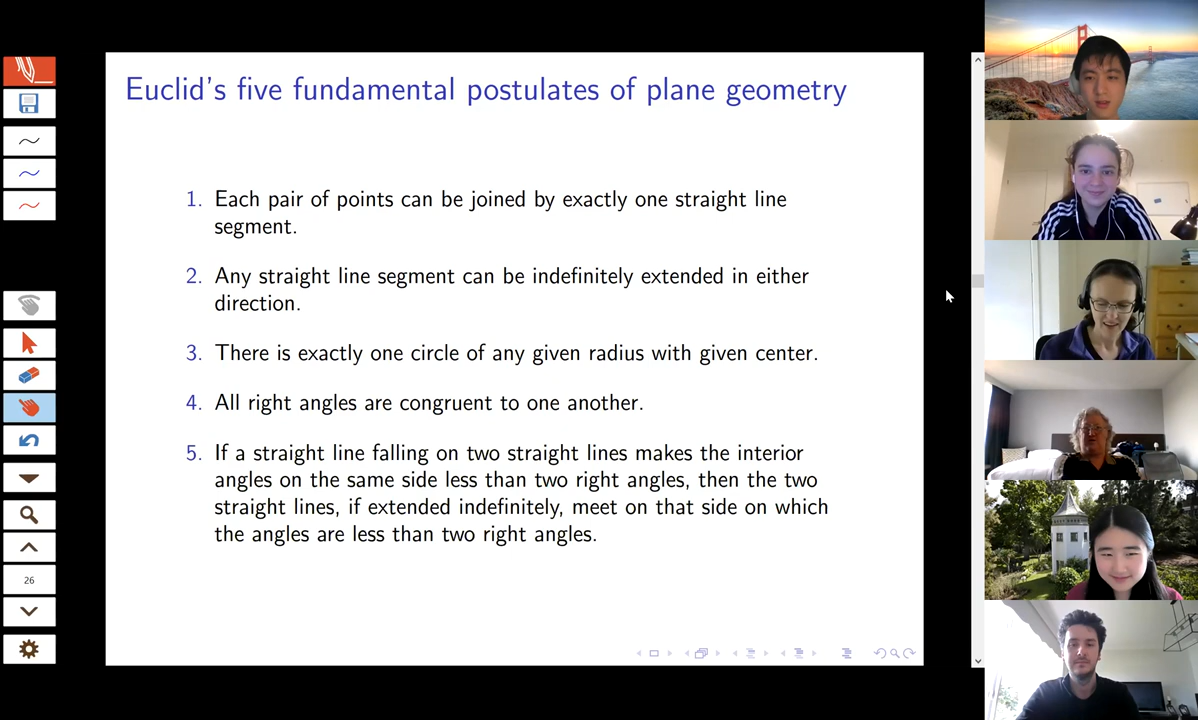 Euclid's five fundamental postulates of plane geometry
1. Each pair of points can be joined by exactly one straight line
segment.
2. Any straight line segment can be indefinitely extended in either
direction.
3. There is exactly one circle of any given radius with given center.
4. All right angles are congruent to one another.
5. If a straight line falling on two straight lines makes the interior
angles on the same side less than two right angles, then the two
straight lines, if extended indefinitely, meet on that side on which
the angles are less than two right angles.
26